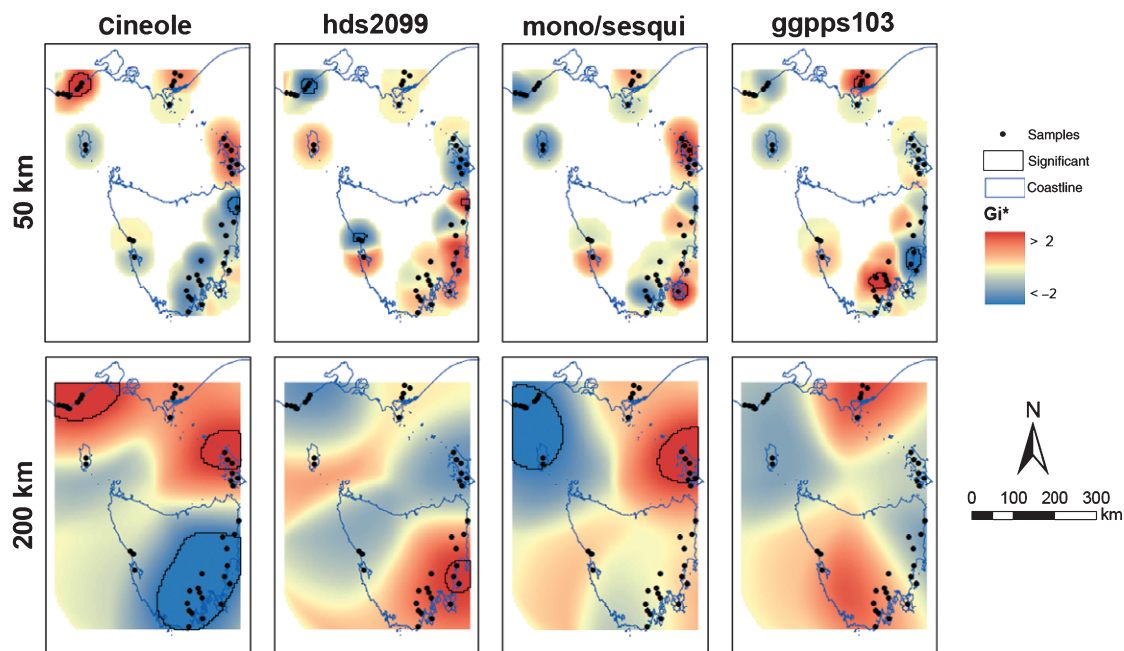 Cineole
hds2099
mono/sesqui
ggpps103
50 km
Samples
Significant
Coastline
Gi*
> 2
< –2
200 km
N
0 100 200 300
km